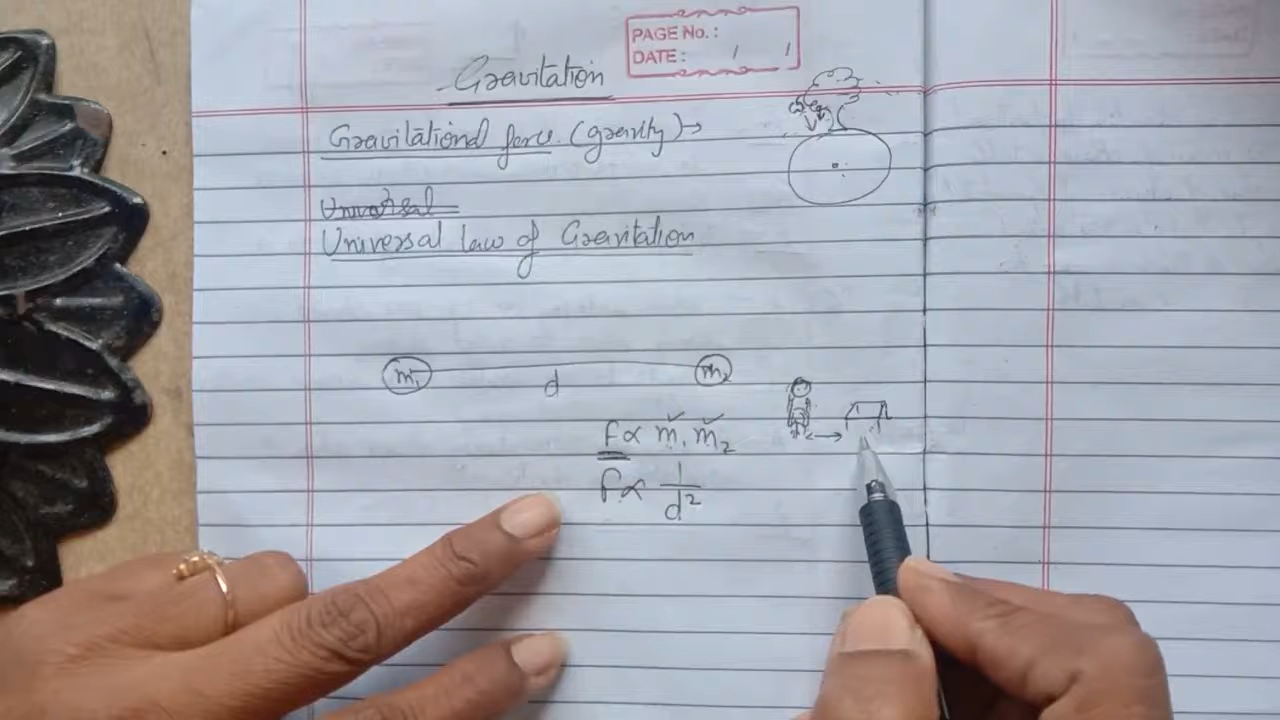 PAGE No. :
DATE : / /
Gravitation
Gravitational force. (gravity) →
Universal
Universal law of Gravitation
m₁ m₂
d
F ∝ m₁ m₂
F ∝ 1/d²